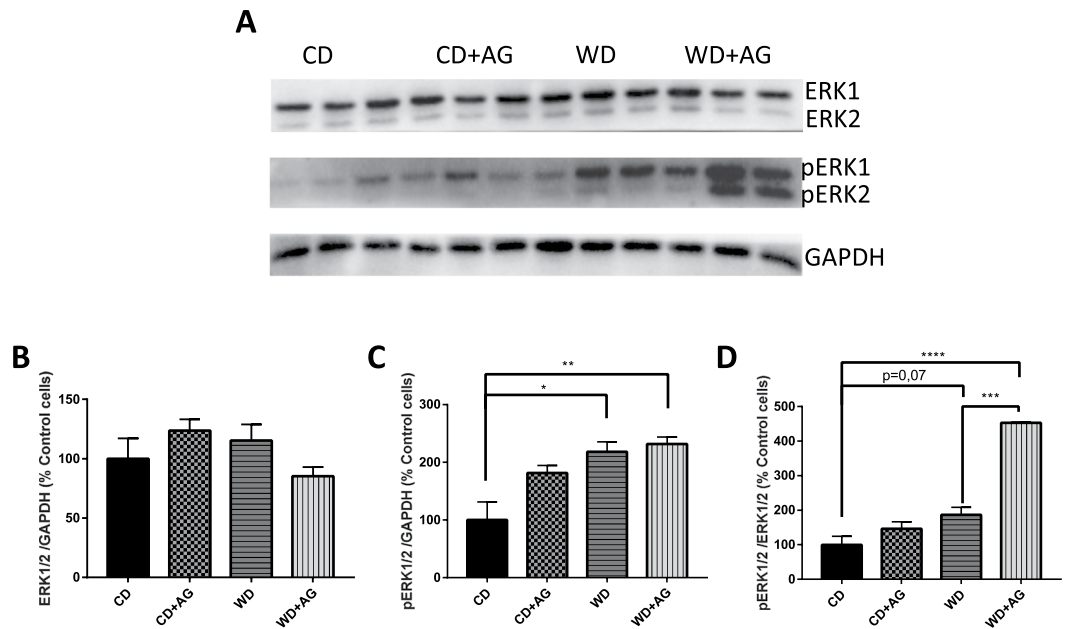 A
CD CD+AG WD WD+AG
ERK1
ERK2
pERK1
pERK2
GAPDH
B
ERK1/2 /GAPDH (% Control cells)
150
100
50
0
CD CD+AG WD WD+AG
C
pERK1/2 /GAPDH (% Control cells)
**
*
300
200
100
0
CD CD+AG WD WD+AG
D
pERK1/2 /ERK1/2 (% Control cells)
****
p=0,07
***
500
400
300
200
100
0
CD CD+AG WD WD+AG